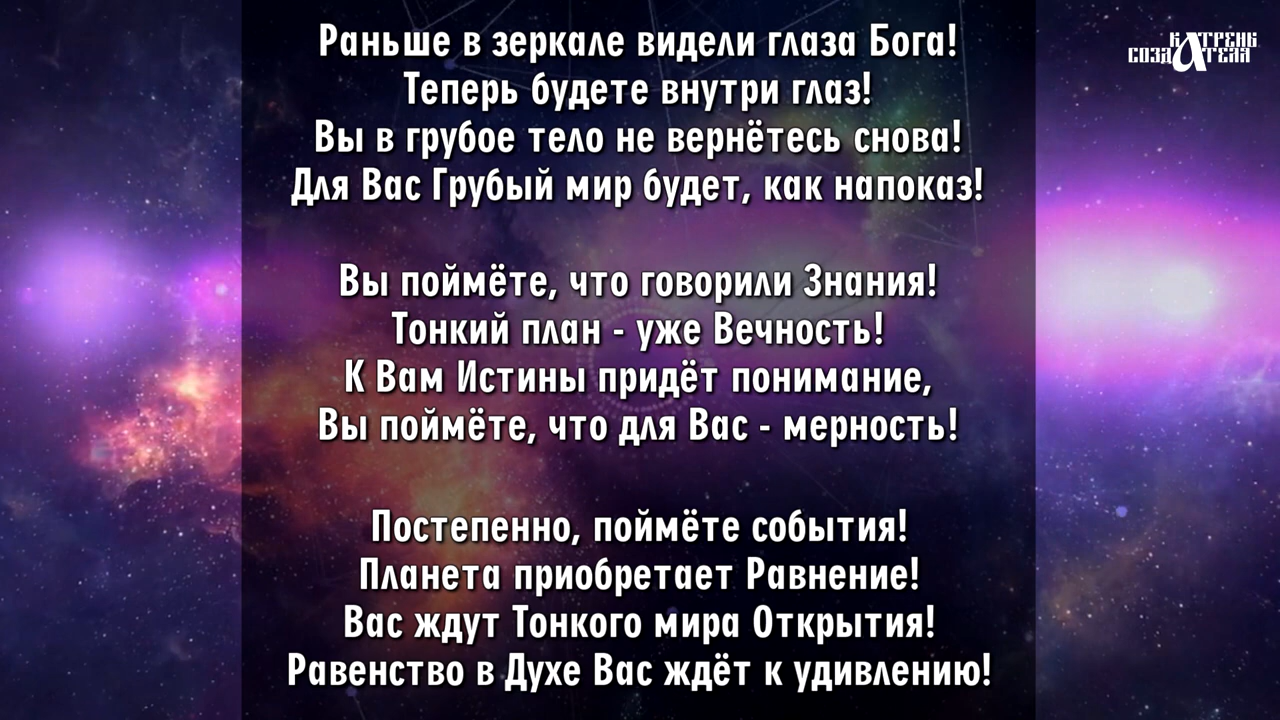 Раньше в зеркале видели глаза Бога!
Теперь будете внутри глаз!
Вы в грубое тело не вернётесь снова!
Для Вас Грубый мир будет, как напоказ!
Вы поймёте, что говорили Знания!
Тонкий план - уже Вечность!
К Вам Истины придёт понимание,
Вы поймёте, что для Вас - мерность!
Постепенно, поймёте события!
Планета приобретает Равнение!
Вас ждут Тонкого мира Открытия!
Равенство в Духе Вас ждёт к удивлению!
КАТРЕНЫ
СОЗДАТЕЛЯ